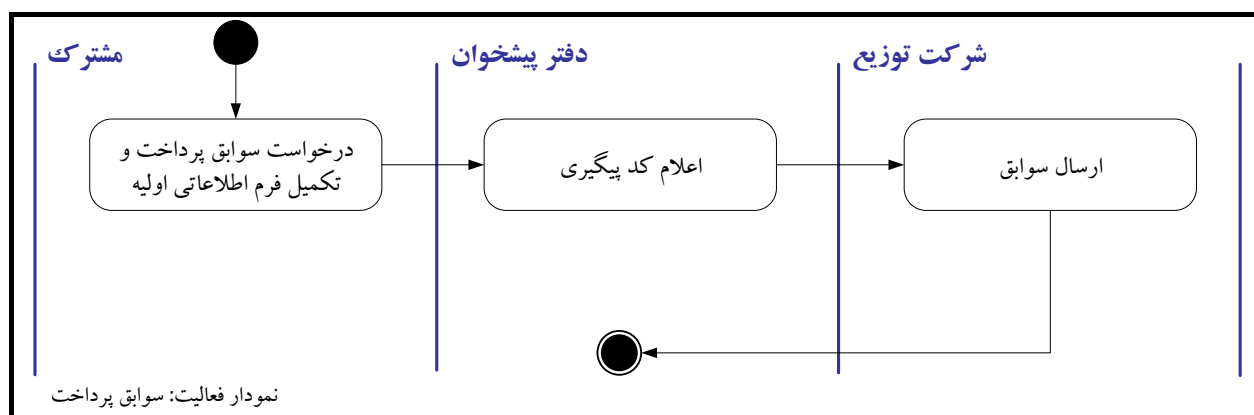 مشترك
دفتر پیشخوان
شرکت توزیع
درخواست سوابق پرداخت و
تکمیل فرم اطلاعاتی اولیه
اعلام کد پیگیری
ارسال سوابق
نمودار فعالیت: سوابق پرداخت